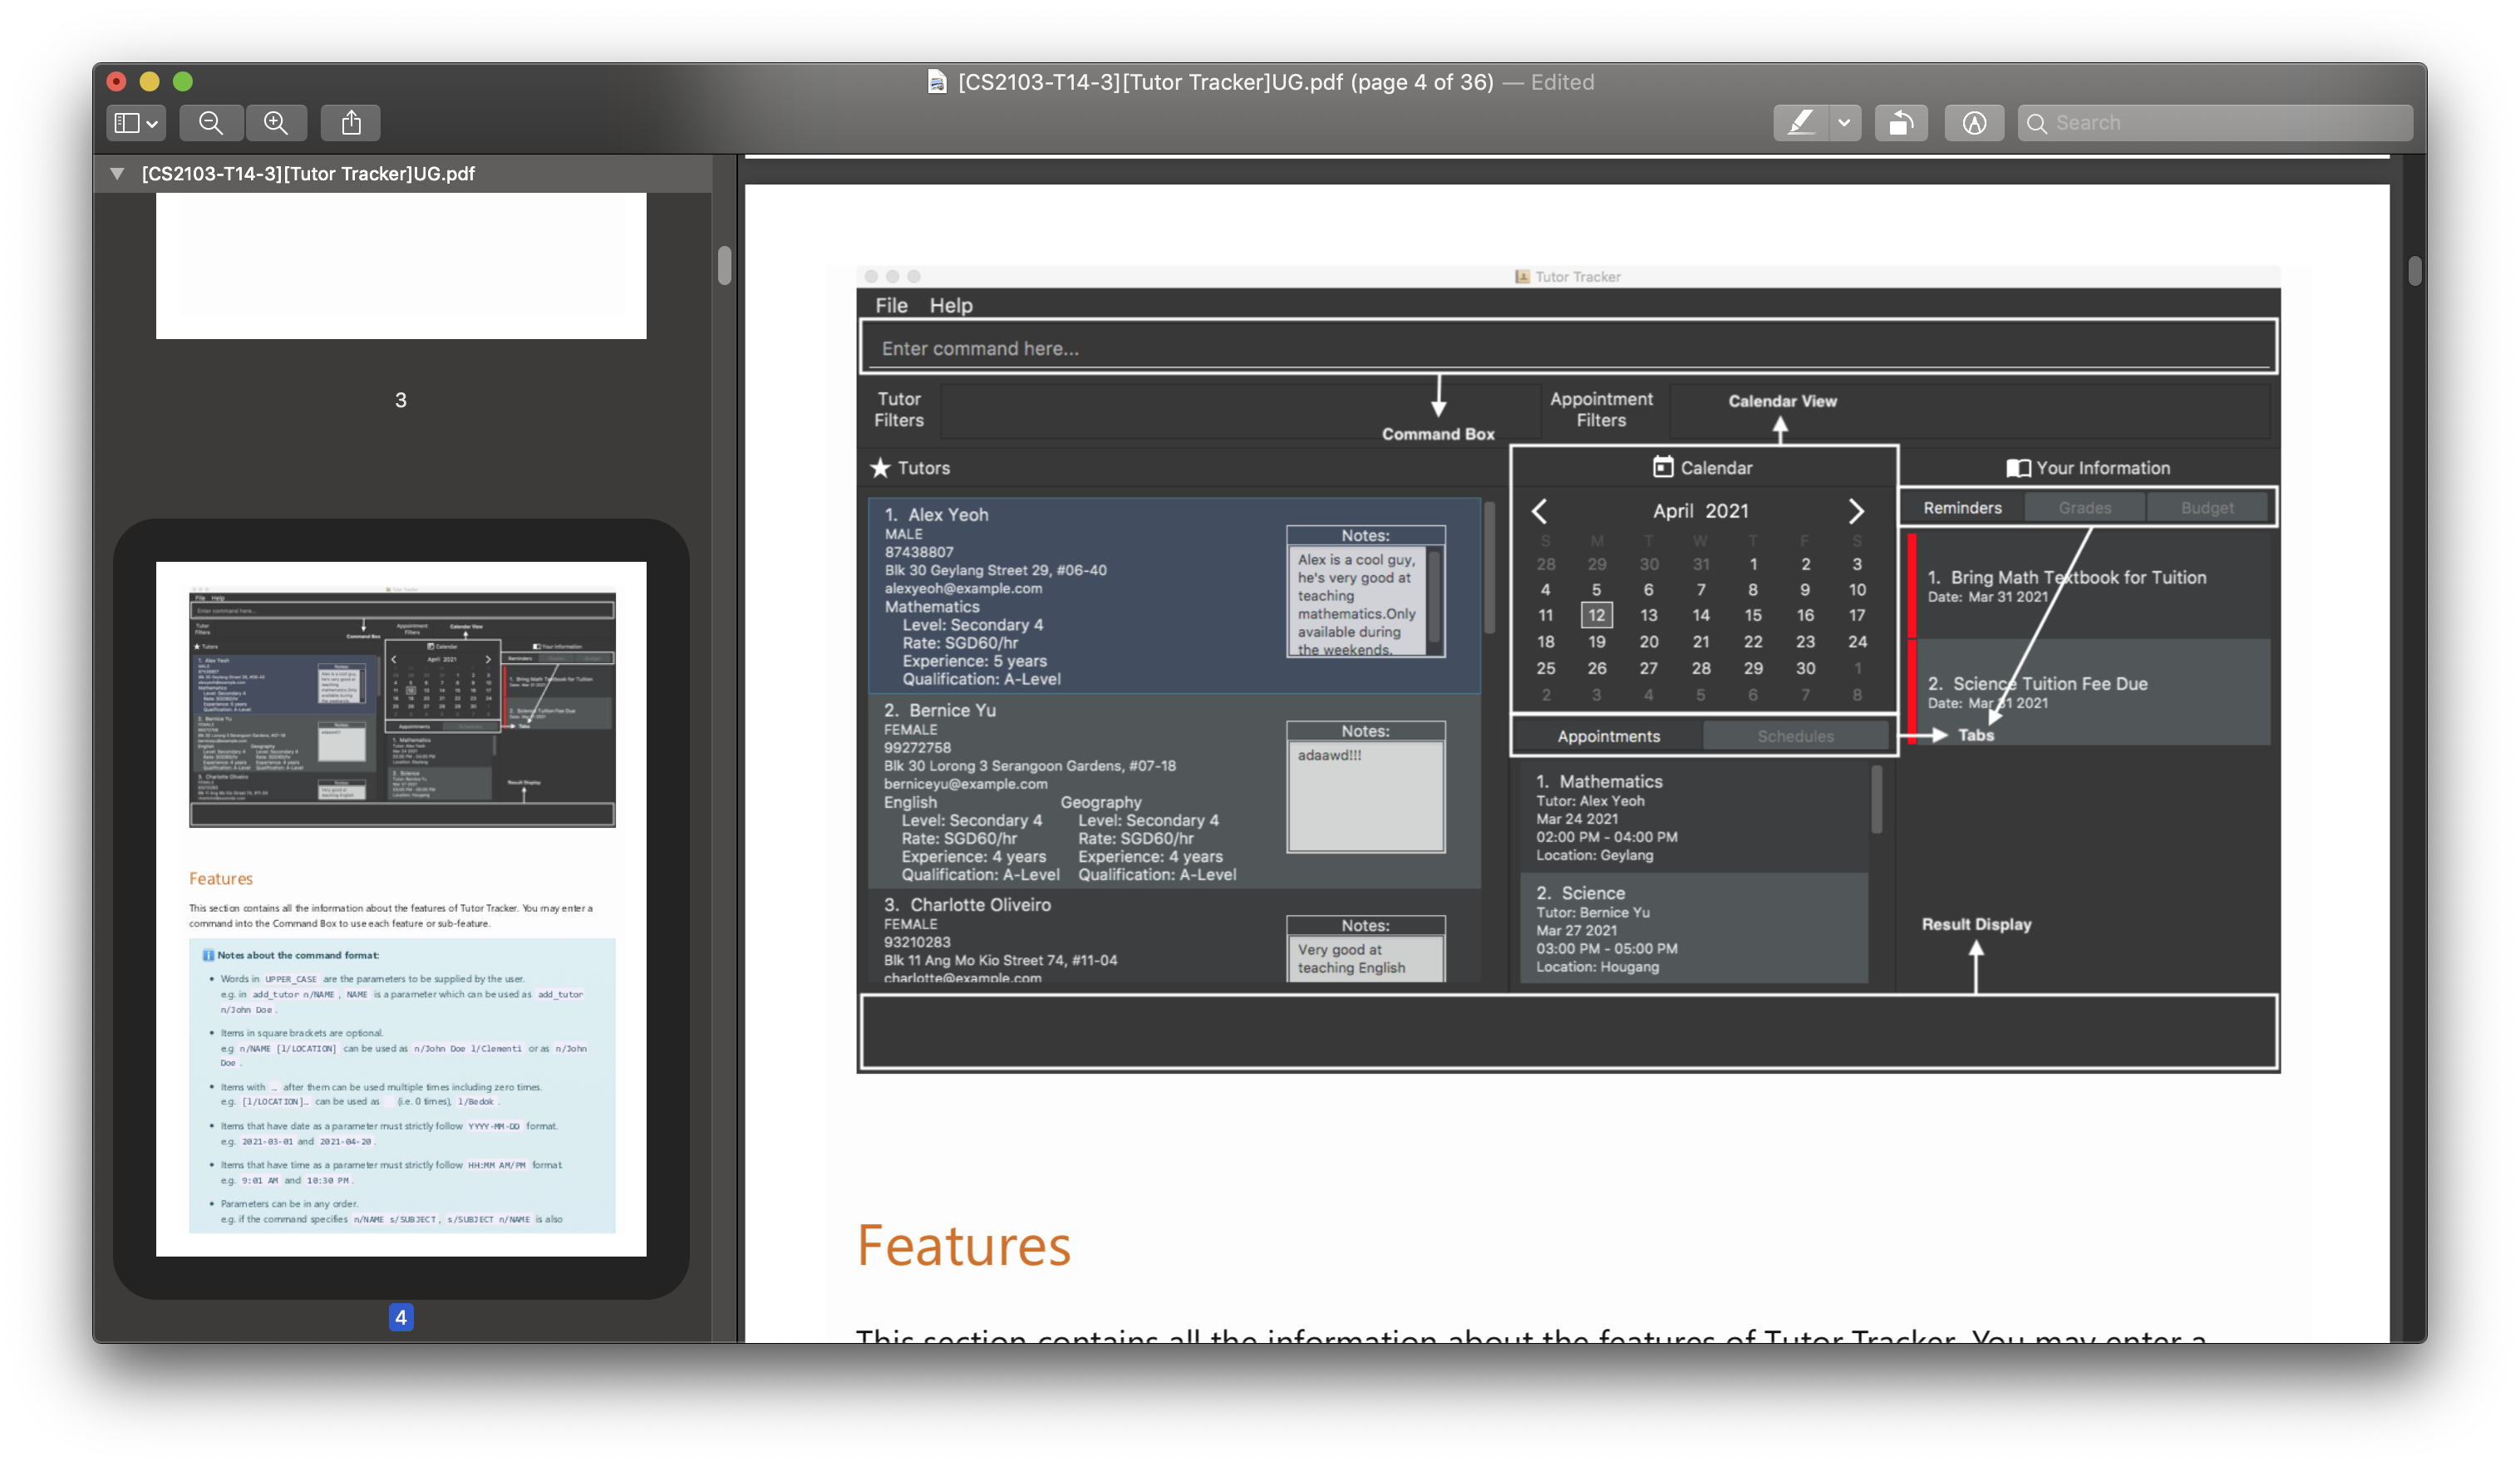 [CS2103-T14-3][Tutor Tracker]UG.pdf (page 4 of 36) — Edited
Search
[CS2103-T14-3][Tutor Tracker]UG.pdf
3
Features
This section contains all the information about the features of Tutor Tracker. You may enter a
command into the Command Box to use each feature or sub-feature.
Notes about the command format:
• Words in UPPER_CASE are the parameters to be supplied by the user.
e.g. in add_tutor n/NAME , NAME is a parameter which can be used as add_tutor
n/John Doe .
• Items in square brackets are optional.
e.g n/NAME [l/LOCATION] can be used as n/John Doe l/Clementi or as n/John
Doe .
• Items with … after them can be used multiple times including zero times.
e.g. [l/LOCATION]… can be used as (i.e. 0 times), l/Bedok .
• Items that have date as a parameter must strictly follow YYYY-MM-DD format.
e.g. 2021-03-01 and 2021-04-20 .
• Items that have time as a parameter must strictly follow HH:MM AM/PM format.
e.g. 9:01 AM and 10:30 PM .
• Parameters can be in any order.
e.g. if the command specifies n/NAME s/SUBJECT , s/SUBJECT n/NAME is also
4
Tutor Tracker
File Help
Enter command here...
Tutor
Filters
Command Box
Appointment
Filters
Calendar View
Tutors
1. Alex Yeoh
MALE
87438807
Blk 30 Geylang Street 29, #06-40
alexyeoh@example.com
Mathematics
Level: Secondary 4
Rate: SGD60/hr
Experience: 5 years
Qualification: A-Level
Notes:
Alex is a cool guy,
he's very good at
teaching
mathematics.Only
available during
the weekends.
2. Bernice Yu
FEMALE
99272758
Blk 30 Lorong 3 Serangoon Gardens, #07-18
berniceyu@example.com
English Geography
Level: Secondary 4 Level: Secondary 4
Rate: SGD60/hr Rate: SGD60/hr
Experience: 4 years Experience: 4 years
Qualification: A-Level Qualification: A-Level
Notes:
adaawd!!!
3. Charlotte Oliveiro
FEMALE
93210283
Blk 11 Ang Mo Kio Street 74, #11-04
charlotte@example.com
Notes:
Very good at
teaching English
Calendar
April 2021
S M T W T F S
28 29 30 31 1 2 3
4 5 6 7 8 9 10
11 12 13 14 15 16 17
18 19 20 21 22 23 24
25 26 27 28 29 30 1
2 3 4 5 6 7 8
Appointments Schedules
1. Mathematics
Tutor: Alex Yeoh
Mar 24 2021
02:00 PM - 04:00 PM
Location: Geylang
2. Science
Tutor: Bernice Yu
Mar 27 2021
03:00 PM - 05:00 PM
Location: Hougang
Your Information
Reminders Grades Budget
1. Bring Math Textbook for Tuition
Date: Mar 31 2021
2. Science Tuition Fee Due
Date: Mar 31 2021
Tabs
Result Display
Features
This section contains all the information about the features of Tutor Tracker. You may enter a